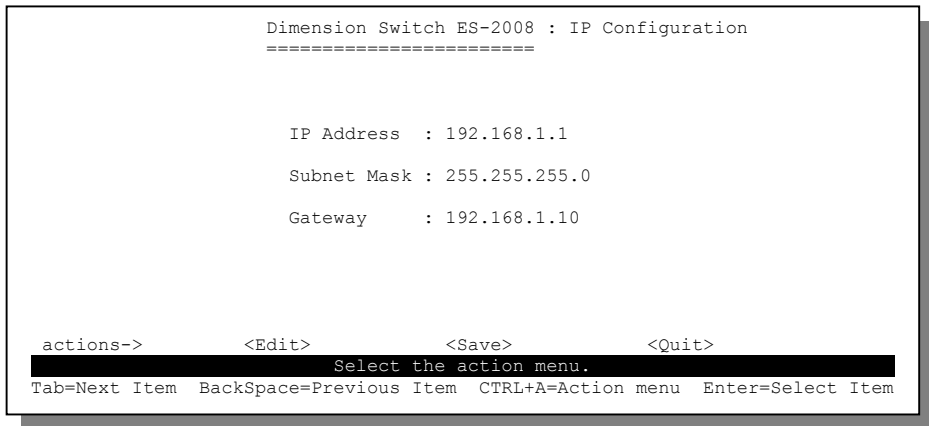 Dimension Switch ES-2008 : IP Configuration
========================
IP Address : 192.168.1.1
Subnet Mask : 255.255.255.0
Gateway : 192.168.1.10
actions-> <Edit> <Save> <Quit>
Select the action menu.
Tab=Next Item BackSpace=Previous Item CTRL+A=Action menu Enter=Select Item